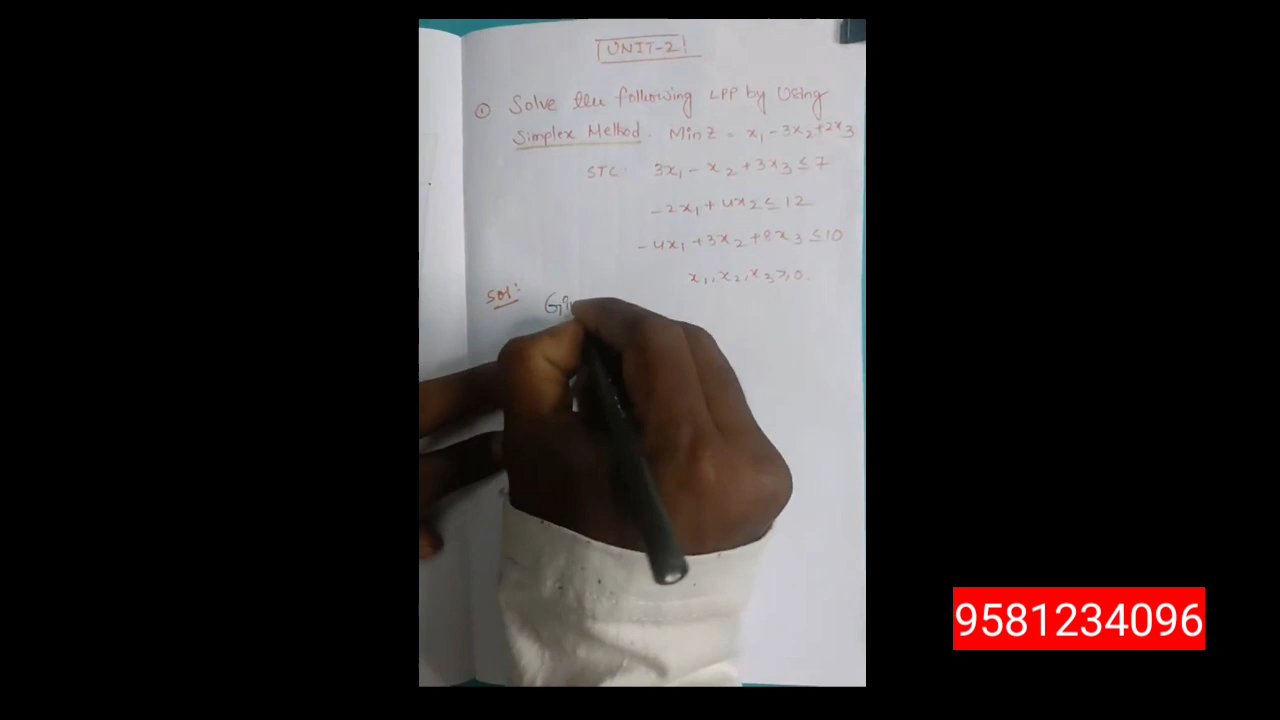 UNIT-2
① Solve the following LPP by Using
Simplex Method. Min Z = x₁ - 3x₂ + 2x₃
STC: 3x₁ - x₂ + 3x₃ ≤ 7
-2x₁ + 4x₂ ≤ 12
-4x₁ + 3x₂ + 8x₃ ≤ 10
x₁, x₂, x₃ ≥ 0.
Sol:
9581234096